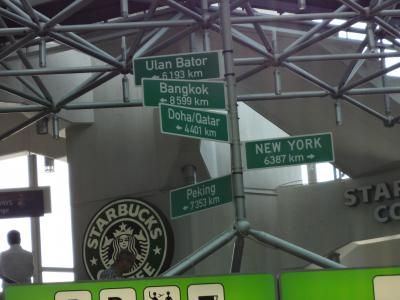 Ulan Bator
6193 km
Bangkok
8599 km
Doha/Qatar
4401 km
NEW YORK
6387 km
Peking
7353 km
STARBUCKS
COFFEE
STAR
CO